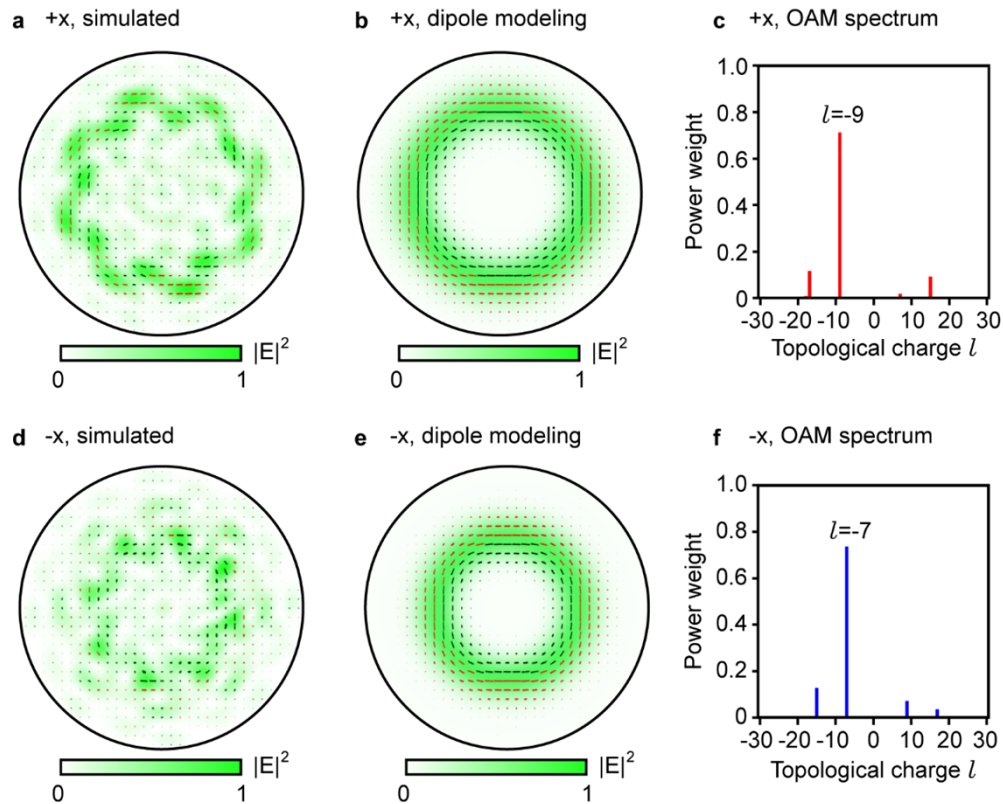 a +x, simulated
b +x, dipole modeling
c +x, OAM spectrum
1.0
0.8
0.6
0.4
0.2
0
Power weight
l=-9
-30 -20 -10 0 10 20 30
Topological charge l
|E|²
0 1
|E|²
0 1
d -x, simulated
e -x, dipole modeling
f -x, OAM spectrum
1.0
0.8
0.6
0.4
0.2
0
Power weight
l=-7
-30 -20 -10 0 10 20 30
Topological charge l
|E|²
0 1
|E|²
0 1